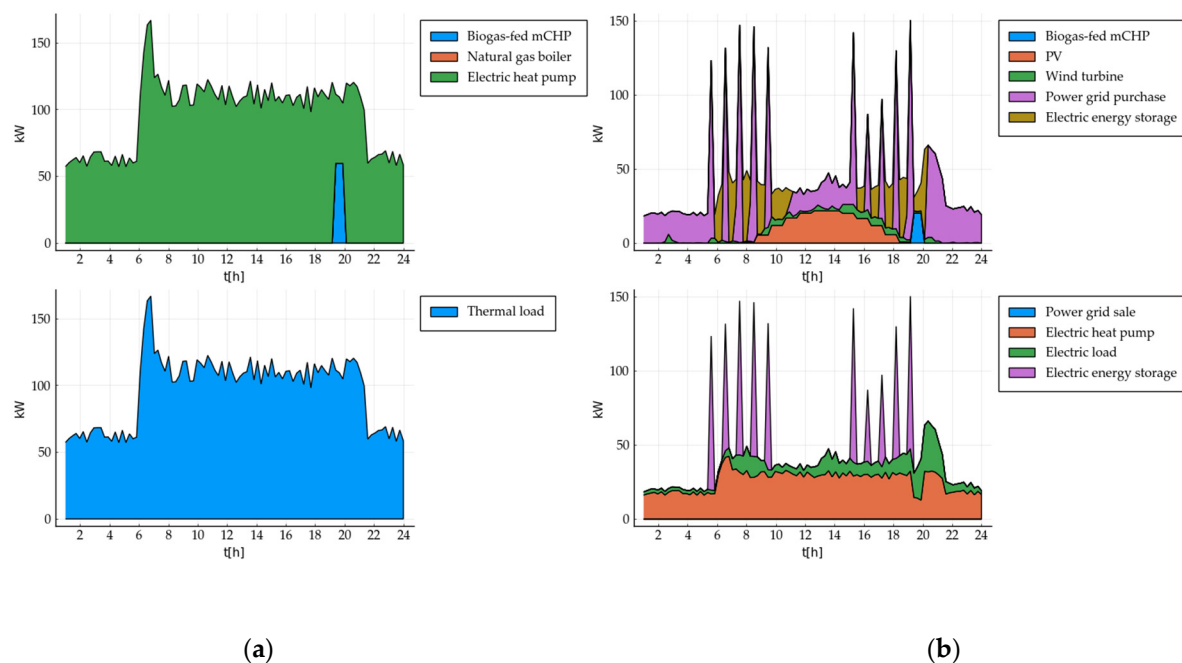 150
100
50
0
kW
2 4 6 8 10 12 14 16 18 20 22 24
t[h]
Biogas-fed mCHP
Natural gas boiler
Electric heat pump
150
100
50
0
kW
2 4 6 8 10 12 14 16 18 20 22 24
t[h]
Biogas-fed mCHP
PV
Wind turbine
Power grid purchase
Electric energy storage
150
100
50
0
kW
2 4 6 8 10 12 14 16 18 20 22 24
t[h]
Thermal load
150
100
50
0
kW
2 4 6 8 10 12 14 16 18 20 22 24
t[h]
Power grid sale
Electric heat pump
Electric load
Electric energy storage
(a)
(b)